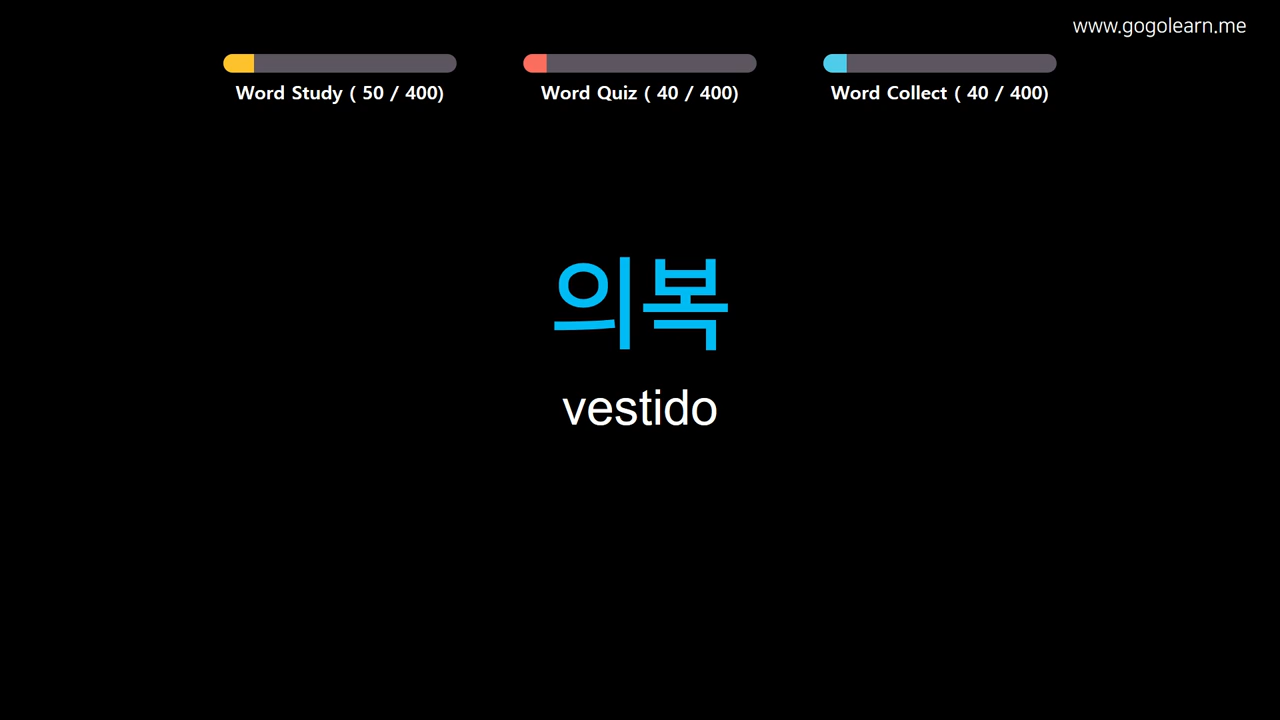 www.gogolearn.me
Word Study ( 50 / 400)
Word Quiz ( 40 / 400)
Word Collect ( 40 / 400)
의복
vestido